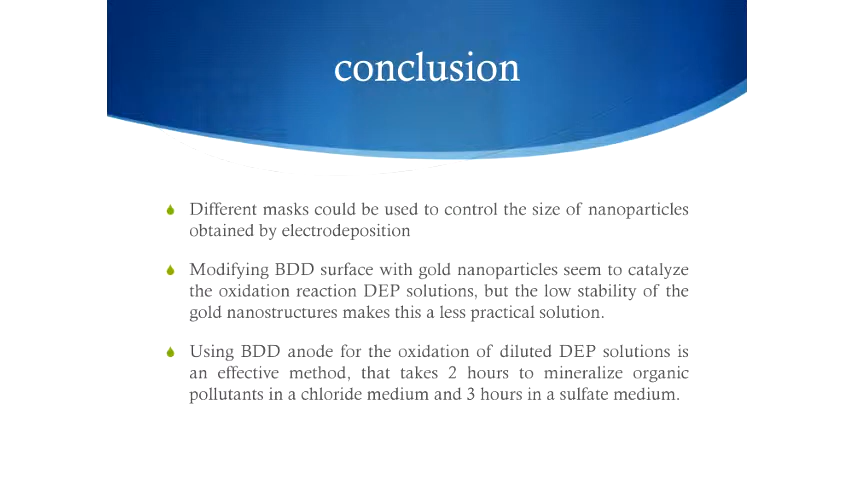 conclusion
Different masks could be used to control the size of nanoparticles
obtained by electrodeposition
Modifying BDD surface with gold nanoparticles seem to catalyze
the oxidation reaction DEP solutions, but the low stability of the
gold nanostructures makes this a less practical solution.
Using BDD anode for the oxidation of diluted DEP solutions is
an effective method, that takes 2 hours to mineralize organic
pollutants in a chloride medium and 3 hours in a sulfate medium.